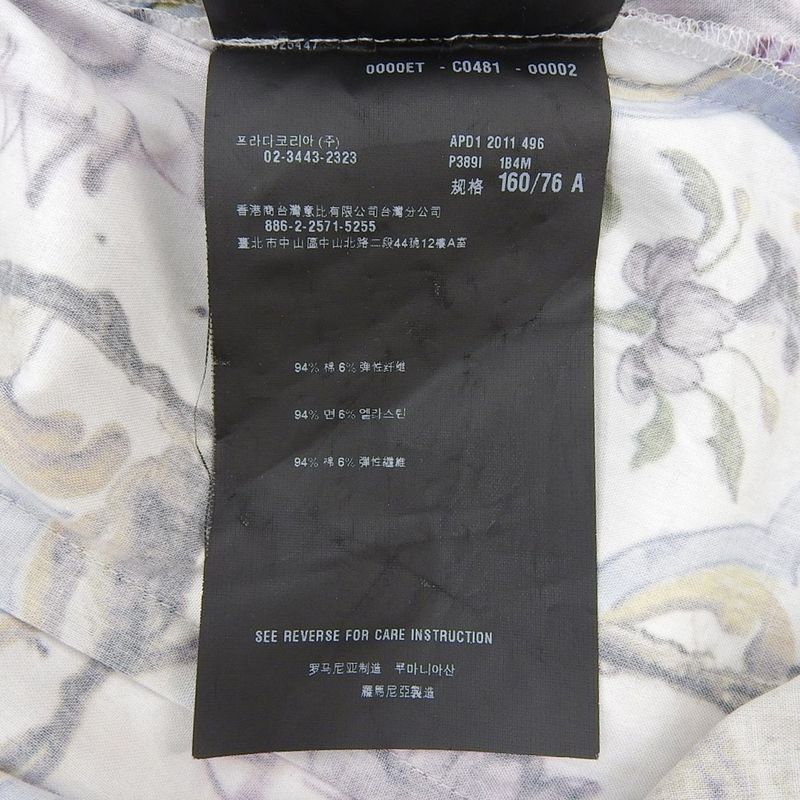 0000ET - C0481 - 00002
프라다코리아 (주)
02-3443-2323
APD1 2011 496
P389I 1B4M
规格 160/76 A
香港商台灣意比有限公司台灣分公司
886-2-2571-5255
臺北市中山區中山北路二段44號12樓A室
94% 棉 6% 弹性纤维
94% 면 6% 엘라스틴
94% 棉 6% 彈性纖維
SEE REVERSE FOR CARE INSTRUCTION
罗马尼亚制造 루마니아산
羅馬尼亞製造